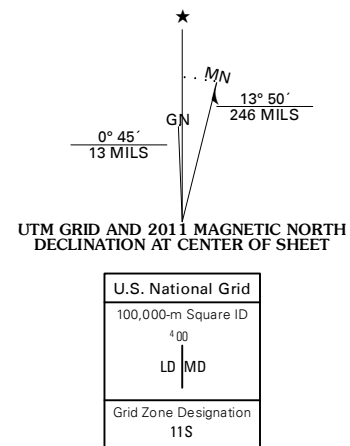 ★
MN
GN
13° 50´
246 MILS
0° 45´
13 MILS
UTM GRID AND 2011 MAGNETIC NORTH
DECLINATION AT CENTER OF SHEET
U.S. National Grid
100,000-m Square ID
⁴00
LD MD
Grid Zone Designation
11S